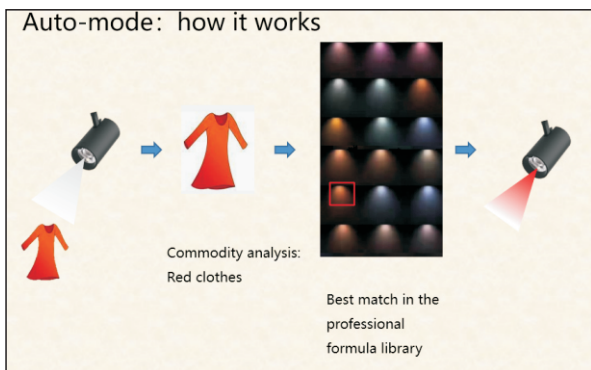 Auto-mode: how it works
Commodity analysis:
Red clothes
Best match in the
professional
formula library